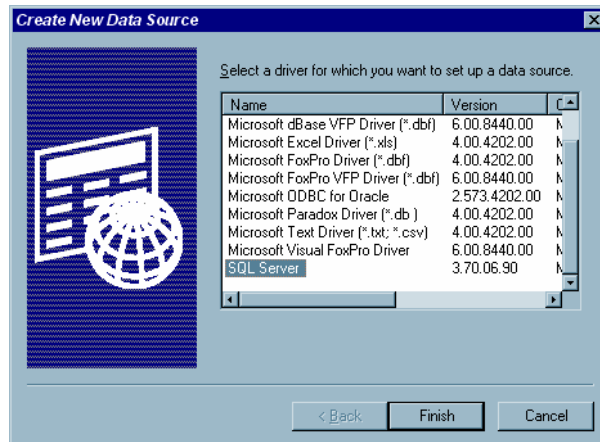 Create New Data Source
Select a driver for which you want to set up a data source.
Name Version
Microsoft dBase VFP Driver (*.dbf) 6.00.8440.00
Microsoft Excel Driver (*.xls) 4.00.4202.00
Microsoft FoxPro Driver (*.dbf) 4.00.4202.00
Microsoft FoxPro VFP Driver (*.dbf) 6.00.8440.00
Microsoft ODBC for Oracle 2.573.4202.00
Microsoft Paradox Driver (*.db ) 4.00.4202.00
Microsoft Text Driver (*.txt; *.csv) 4.00.4202.00
Microsoft Visual FoxPro Driver 6.00.8440.00
SQL Server 3.70.06.90
< Back Finish Cancel